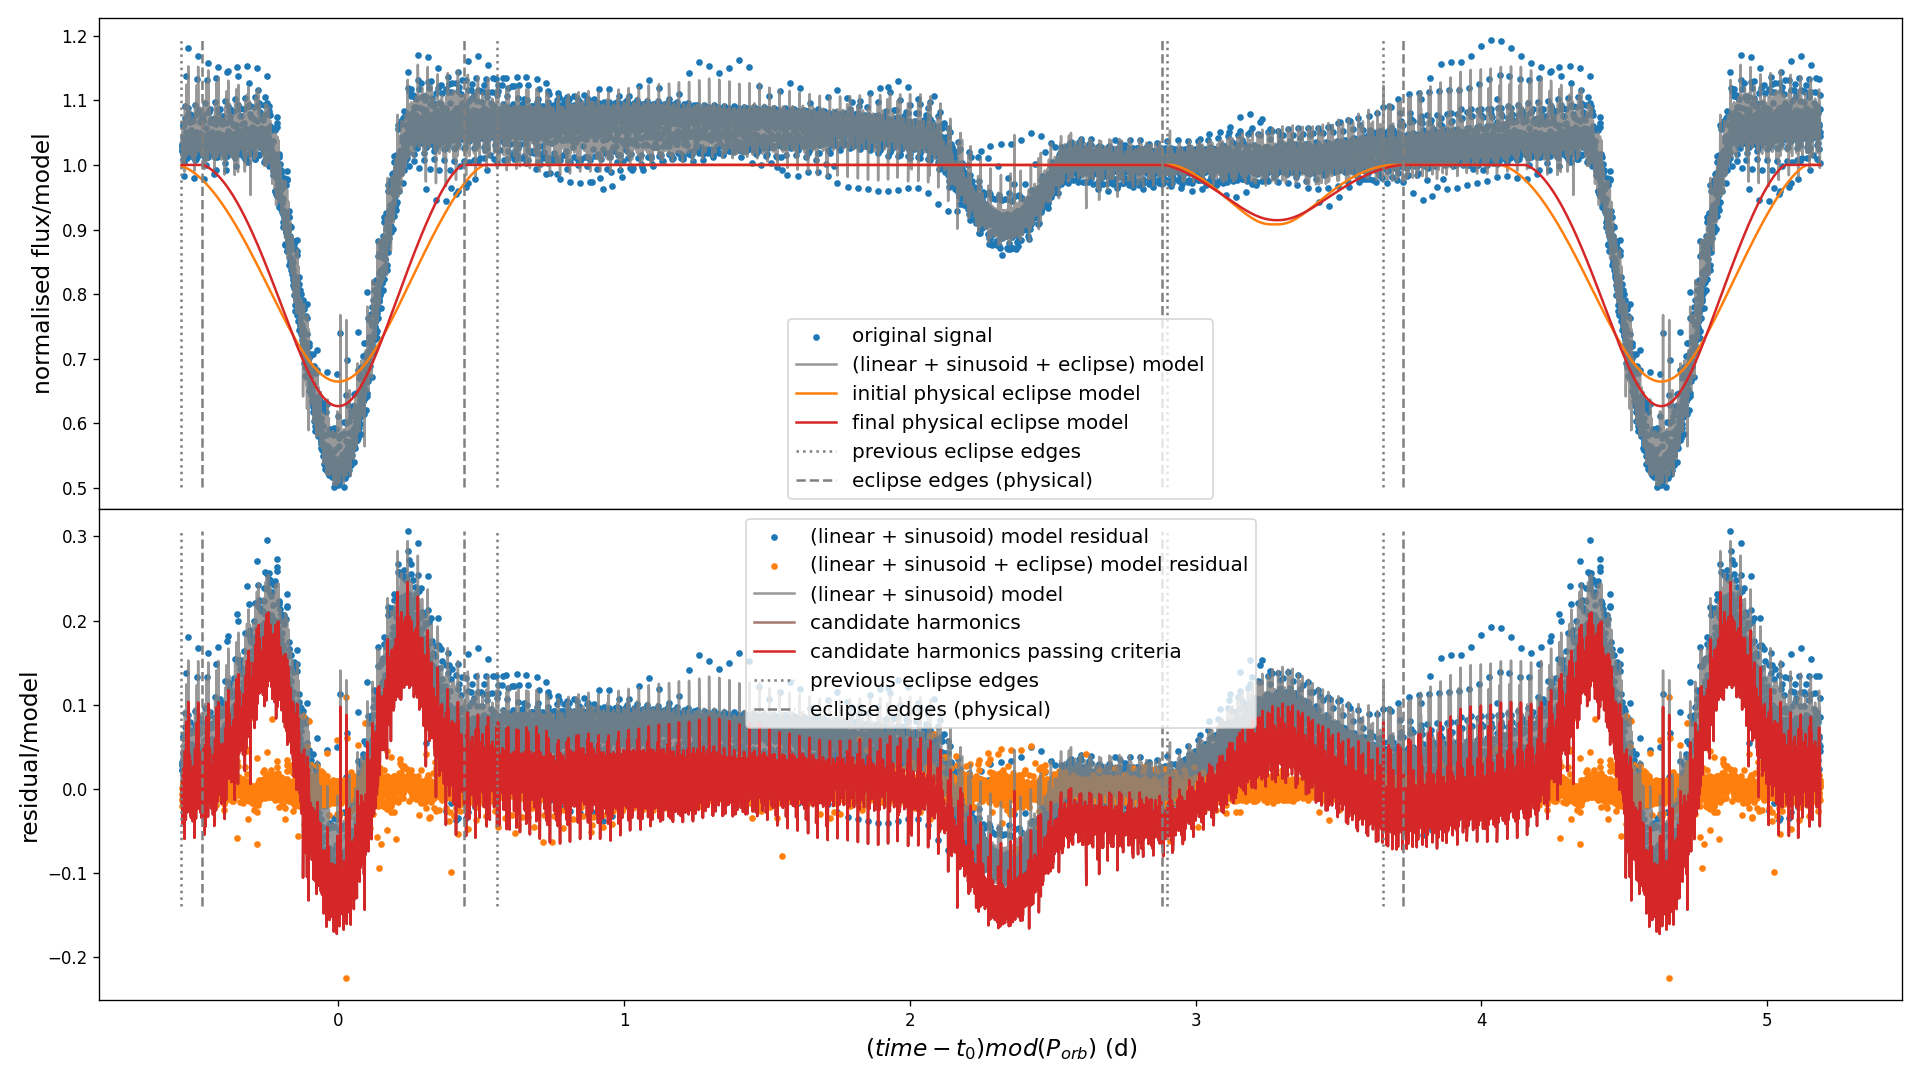 1.2
1.1
1.0
0.9
0.8
0.7
0.6
0.5
normalised flux/model
original signal
(linear + sinusoid + eclipse) model
initial physical eclipse model
final physical eclipse model
previous eclipse edges
eclipse edges (physical)
0.3
0.2
0.1
0.0
−0.1
−0.2
residual/model
(linear + sinusoid) model residual
(linear + sinusoid + eclipse) model residual
(linear + sinusoid) model
candidate harmonics
candidate harmonics passing criteria
previous eclipse edges
eclipse edges (physical)
0 1 2 3 4 5
(time − t₀)mod(Pₒᵣb) (d)